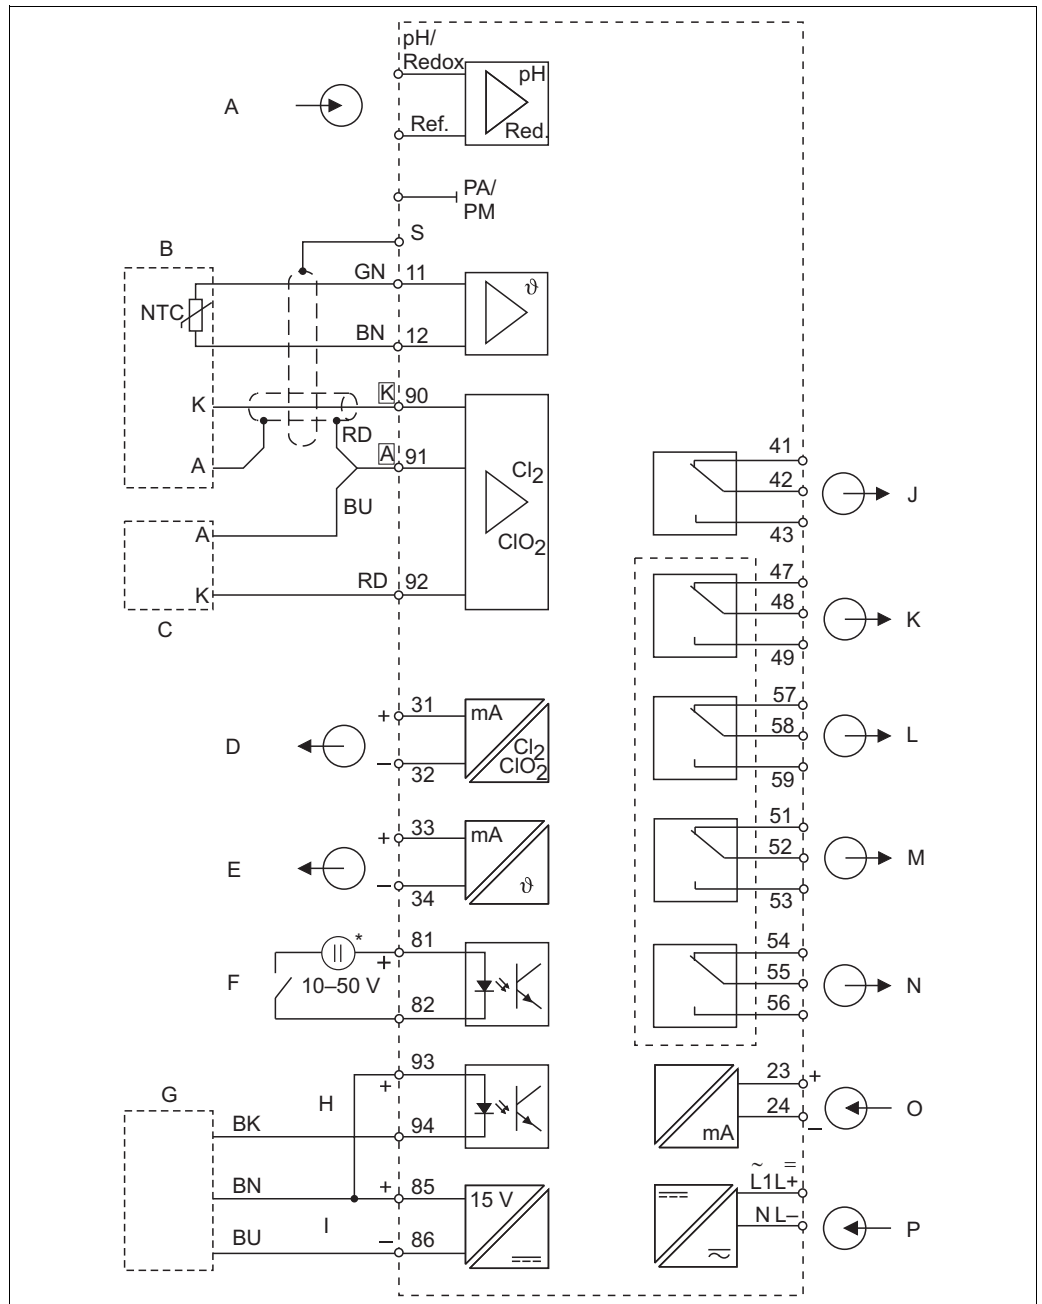 pH/
Redox
pH
A
Ref.
Red.
PA/
PM
S
B
GN 11
ϑ
NTC
BN 12
K
K 90
RD
A
A 91
Cl2
BU
ClO2
A
K
RD 92
C
41
42
J
43
47
48
K
49
57
58
L
59
51
52
M
53
54
55
N
56
D
+ 31
mA
– 32
Cl2
ClO2
E
+ 33
mA
– 34
ϑ
F
*
81
+
10–50 V
82
G
H
93
+
BK 94
BN + 85
15 V
I
BU – 86
23 +
24
–
mA
O
~ =
L1 L+
N L–
P